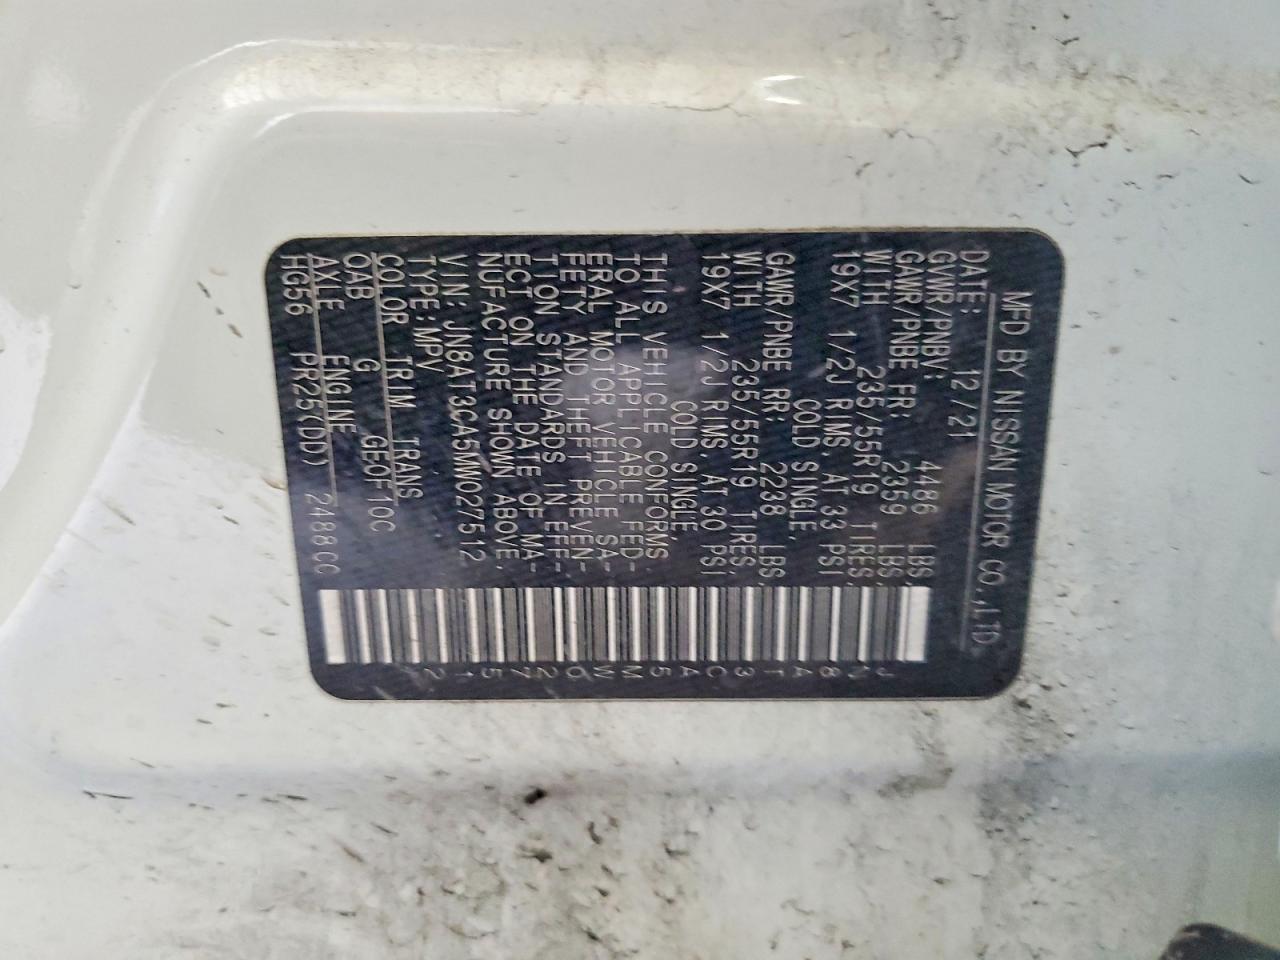 MFD BY NISSAN MOTOR CO.,LTD.
DATE: 12/21
GVWR/PNBV: 4486 LBS.
GAWR/PNBE FR: 2359 LBS.
WITH 235/55R19 TIRES,
19X7 1/2J RIMS, AT 33 PSI
COLD SINGLE,
GAWR/PNBE RR: 2238 LBS.
WITH 235/55R19 TIRES,
19X7 1/2J RIMS, AT 30 PSI
COLD SINGLE,
THIS VEHICLE CONFORMS
TO ALL APPLICABLE FED-
ERAL MOTOR VEHICLE SA-
FETY AND THEFT PREVEN-
TION STANDARDS IN EFF-
ECT ON THE DATE OF MA-
NUFACTURE SHOWN ABOVE.
VIN: JN8AT3CA5MW027512
TYPE:MPV
COLOR TRIM TRANS
QAB G GE0F10C
AXLE ENGINE
HG56 PR25(DD) 2488CC
JN8AT3CA5MW027512